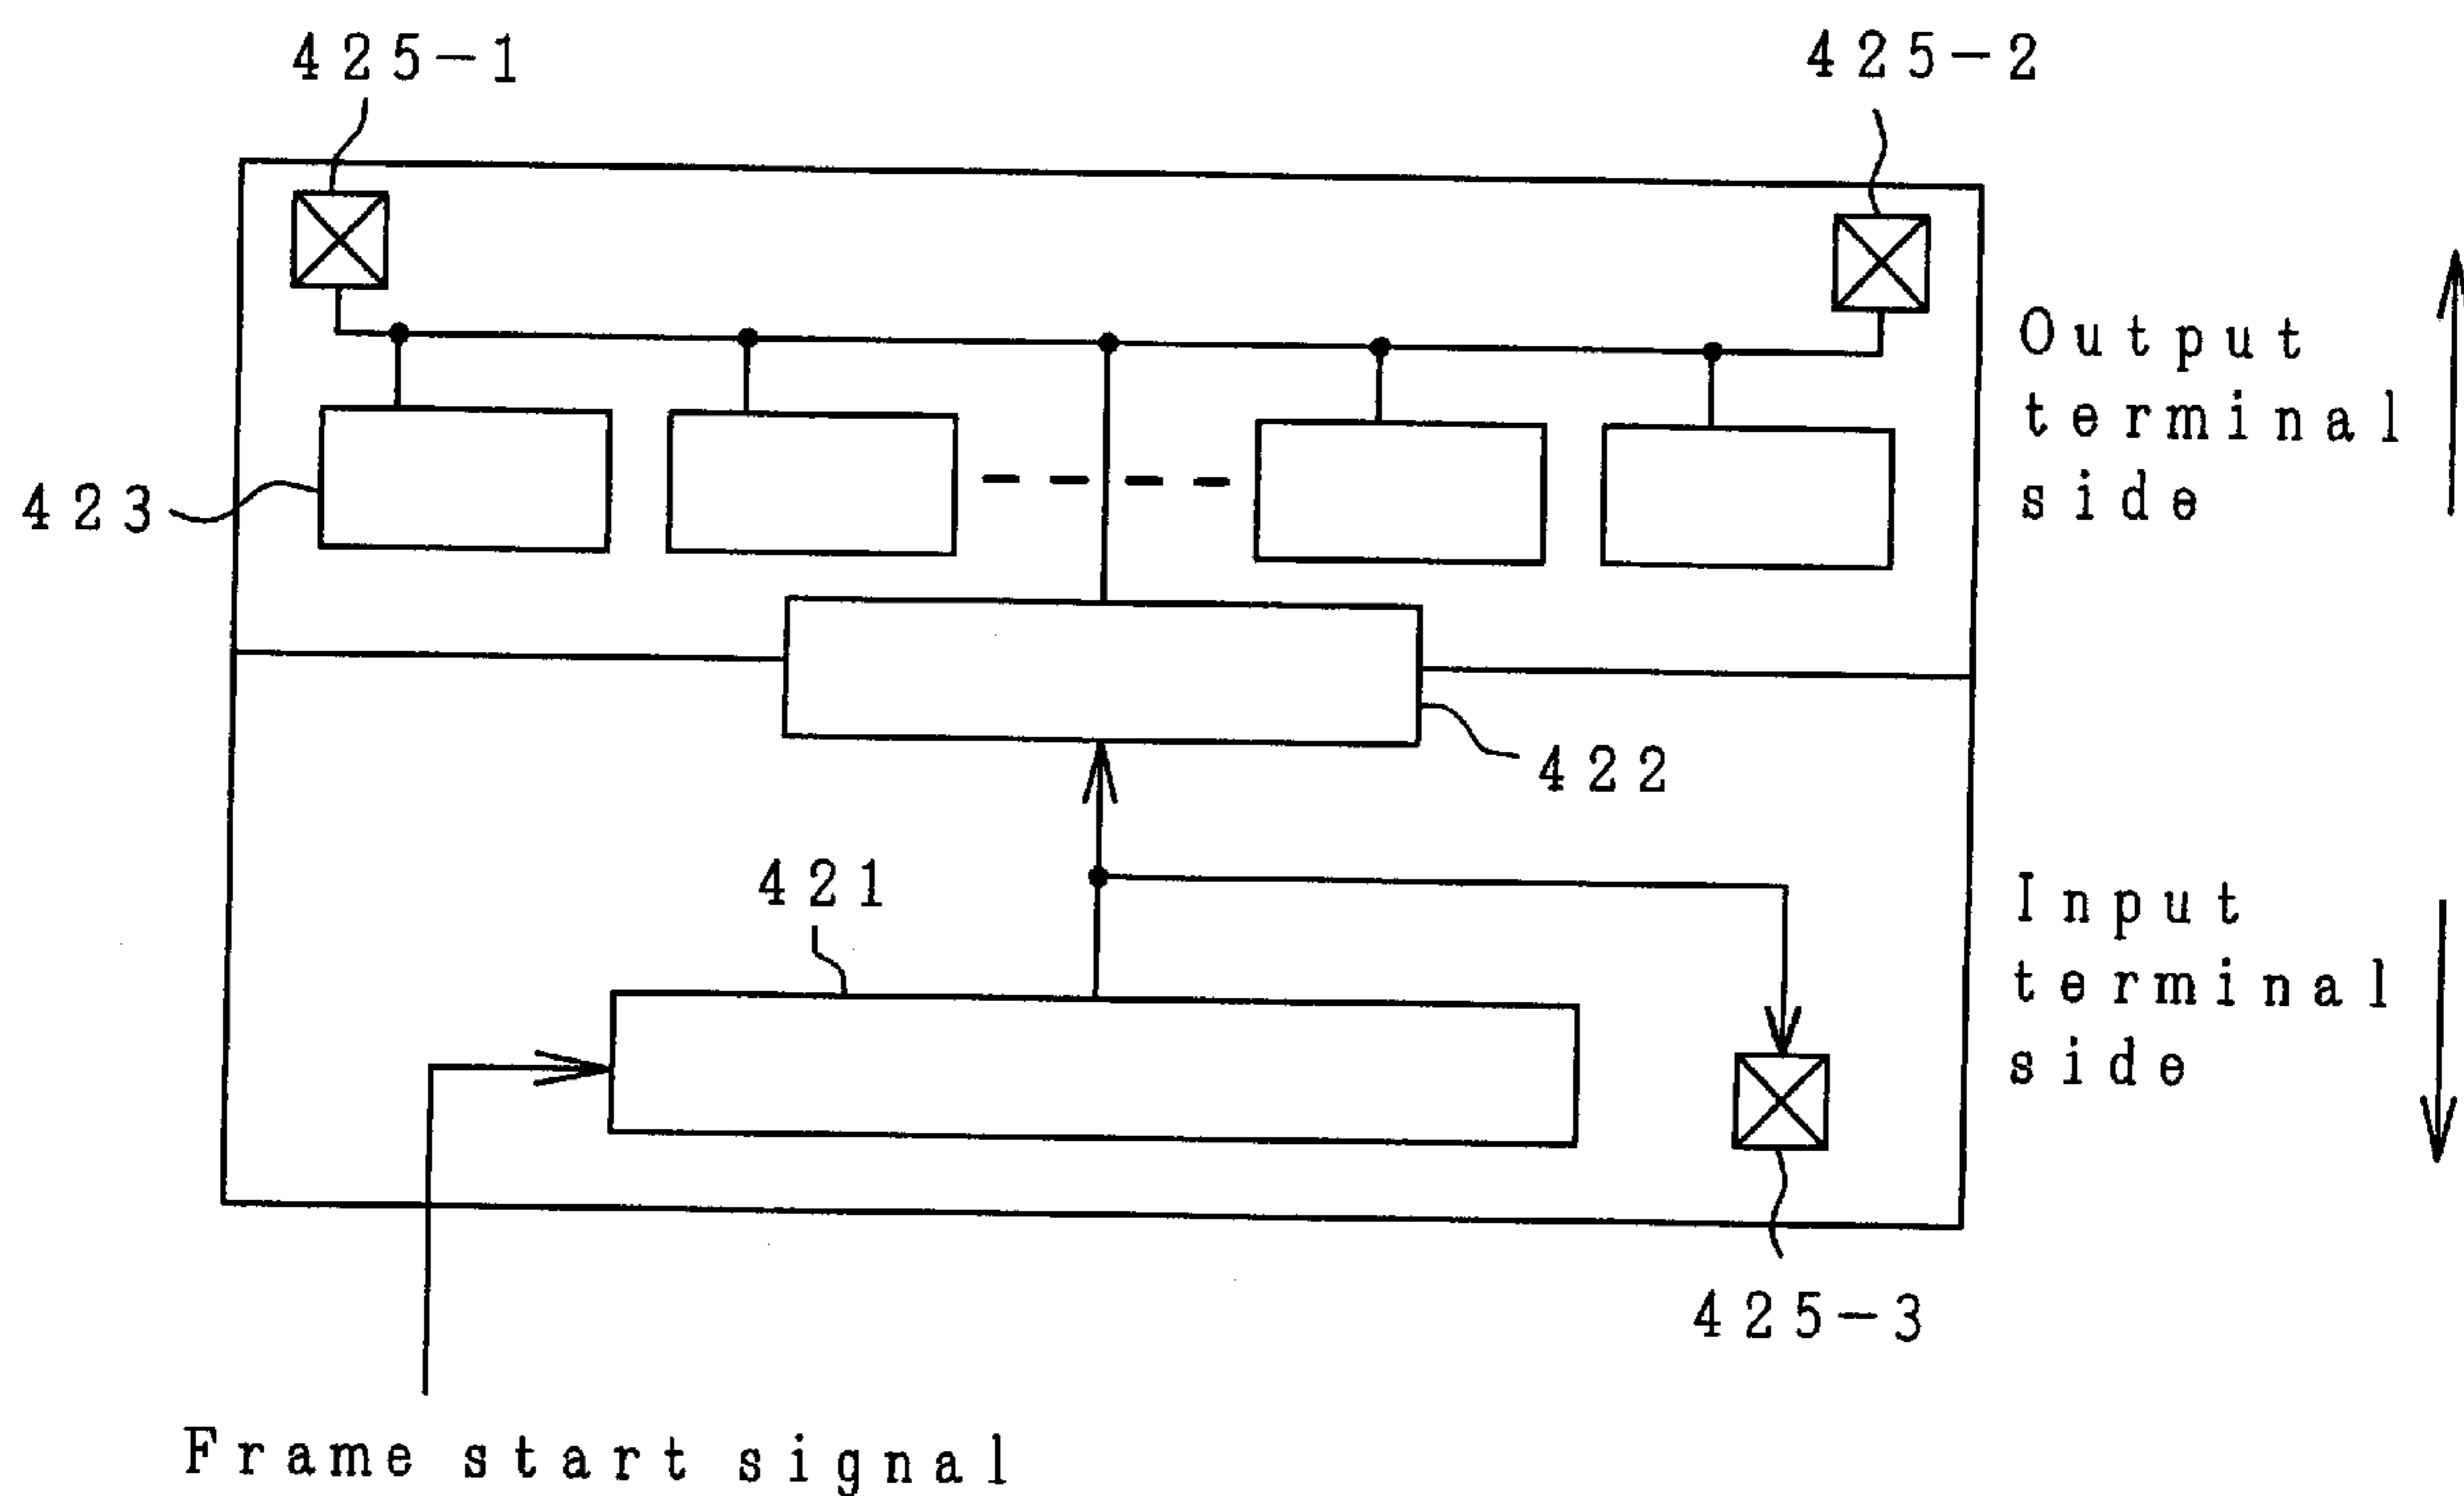 425-1
425-2
Output
terminal
side
423
422
421
Input
terminal
side
425-3
Frame start signal